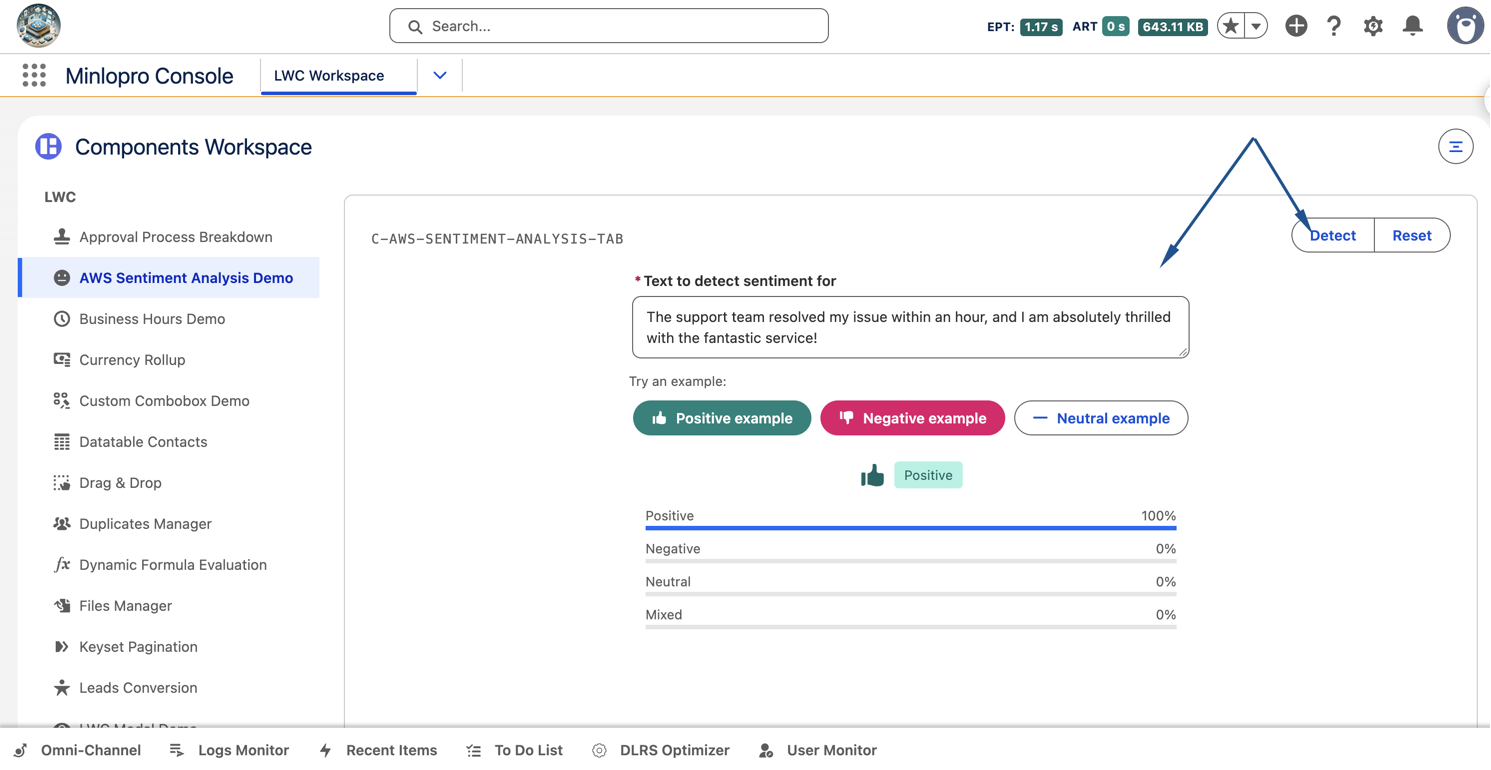 Search...
EPT: 1.17 s ART 0 s 643.11 KB
Minlopro Console
LWC Workspace
Components Workspace
LWC
Approval Process Breakdown
AWS Sentiment Analysis Demo
Business Hours Demo
Currency Rollup
Custom Combobox Demo
Datatable Contacts
Drag & Drop
Duplicates Manager
Dynamic Formula Evaluation
Files Manager
Keyset Pagination
Leads Conversion
LWC Modal Demo
C-AWS-SENTIMENT-ANALYSIS-TAB
Detect
Reset
* Text to detect sentiment for
The support team resolved my issue within an hour, and I am absolutely thrilled
with the fantastic service!
Try an example:
Positive example
Negative example
Neutral example
Positive
Positive 100%
Negative 0%
Neutral 0%
Mixed 0%
Omni-Channel
Logs Monitor
Recent Items
To Do List
DLRS Optimizer
User Monitor